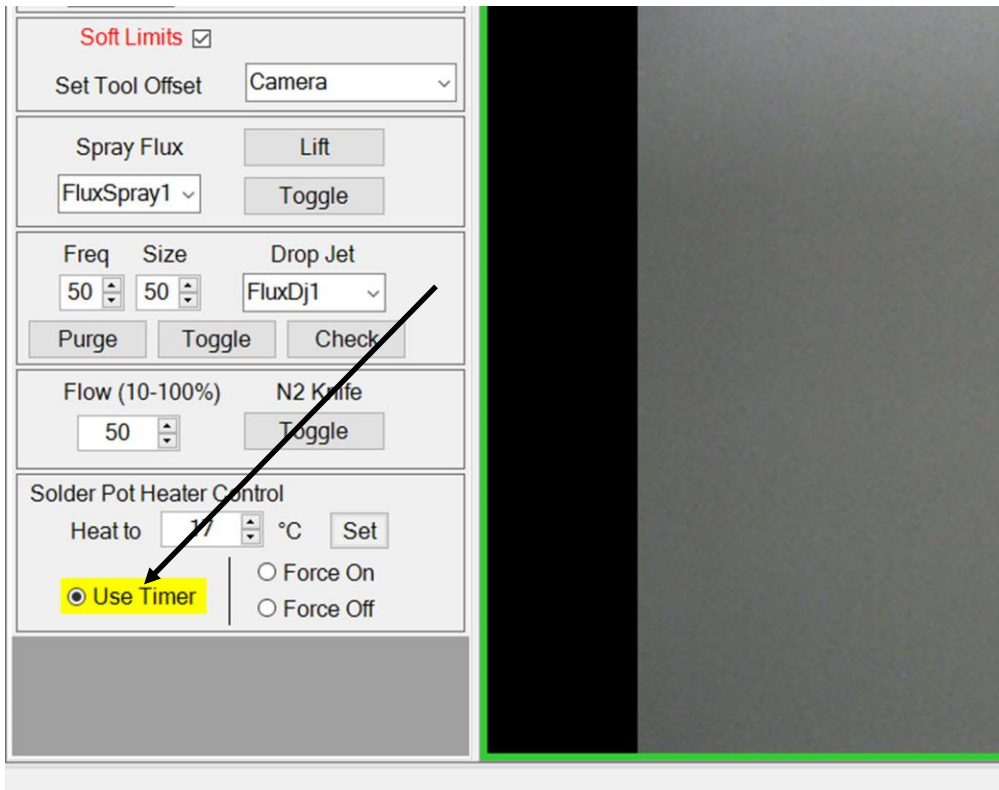 Soft Limits
Set Tool Offset Camera
Spray Flux Lift
FluxSpray1 Toggle
Freq Size Drop Jet
50 50 FluxDj1
Purge Toggle Check
Flow (10-100%) N2 Knife
50 Toggle
Solder Pot Heater Control
Heat to 17 °C Set
Use Timer Force On
Force Off